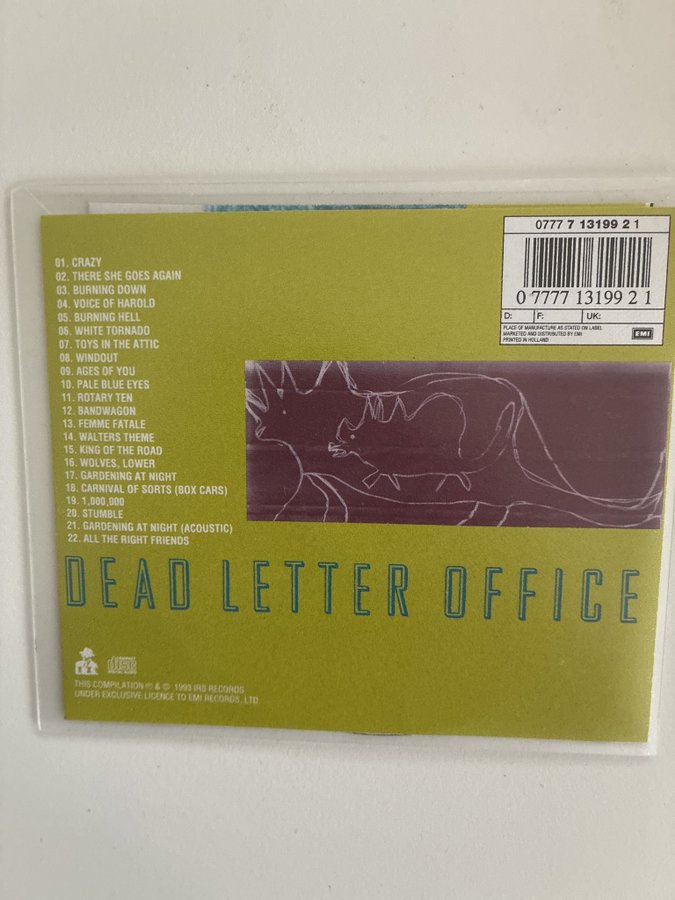 0777 7 13199 2 1
0 77777 13199 2 1
D: F: UK:
PLACE OF MANUFACTURE AS STATED ON LABEL
MARKETED AND DISTRIBUTED BY EMI
PRINTED IN HOLLAND
EMI
01. CRAZY
02. THERE SHE GOES AGAIN
03. BURNING DOWN
04. VOICE OF HAROLD
05. BURNING HELL
06. WHITE TORNADO
07. TOYS IN THE ATTIC
08. WINDOUT
09. AGES OF YOU
10. PALE BLUE EYES
11. ROTARY TEN
12. BANDWAGON
13. FEMME FATALE
14. WALTERS THEME
15. KING OF THE ROAD
16. WOLVES, LOWER
17. GARDENING AT NIGHT
18. CARNIVAL OF SORTS (BOX CARS)
19. 1,000,000
20. STUMBLE
21. GARDENING AT NIGHT (ACOUSTIC)
22. ALL THE RIGHT FRIENDS
DEAD LETTER OFFICE
COMPACT
disc
DIGITAL AUDIO
THIS COMPILATION ℗ & © 1993 IRS RECORDS
UNDER EXCLUSIVE LICENCE TO EMI RECORDS, LTD